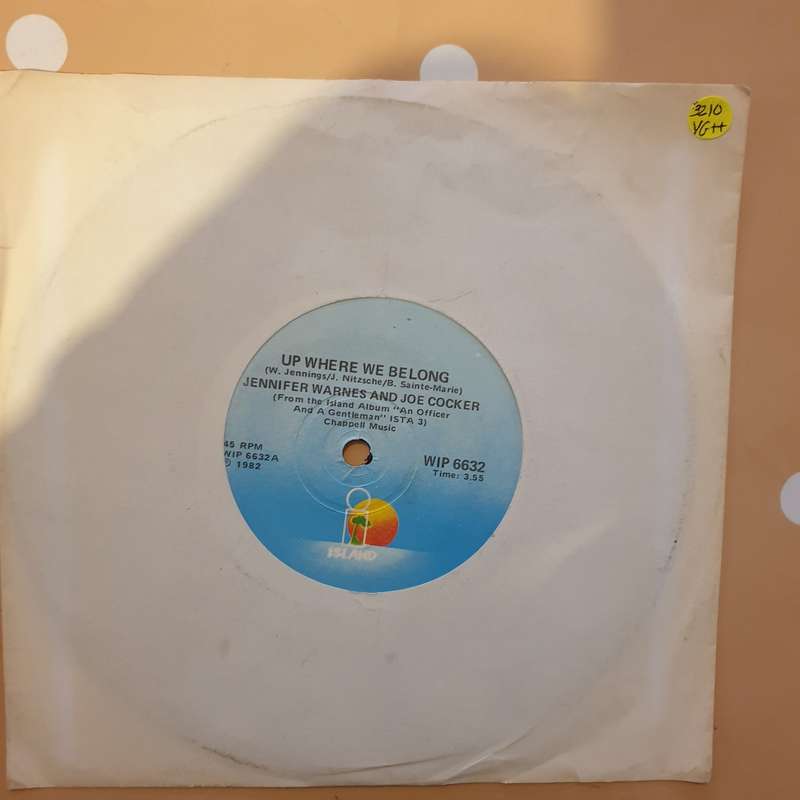 3210
VG++
UP WHERE WE BELONG
(W. Jennings/J. Nitzsche/B. Sainte-Marie)
JENNIFER WARNES AND JOE COCKER
(From the Island Album "An Officer
And A Gentleman" ISTA 3)
Chappell Music
45 RPM
WIP 6632A
℗ 1982
WIP 6632
Time: 3.55
ISLAND